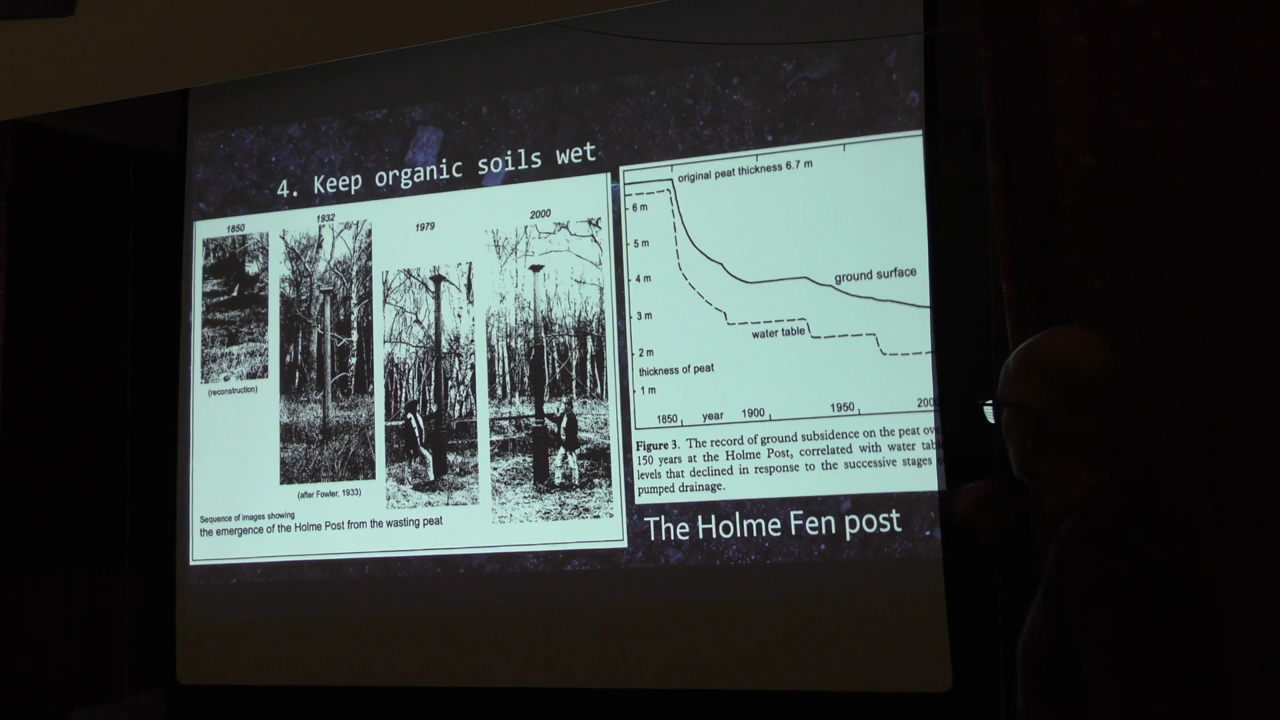 4. Keep organic soils wet
1850
1932
1979
2000
(reconstruction)
(after Fowler, 1933)
Sequence of images showing
the emergence of the Holme Post from the wasting peat
original peat thickness 6.7 m
6 m
5 m
4 m
3 m
2 m
1 m
ground surface
water table
thickness of peat
1850 year 1900 1950 200
Figure 3. The record of ground subsidence on the peat ov
150 years at the Holme Post, correlated with water tab
levels that declined in response to the successive stages
pumped drainage.
The Holme Fen post